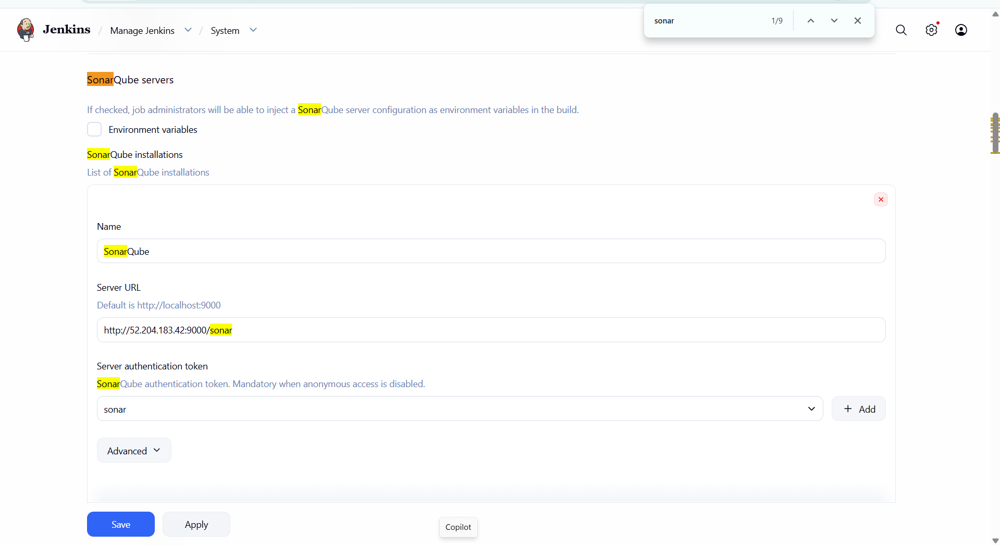 sonar 1/9
Jenkins / Manage Jenkins / System
SonarQube servers
If checked, job administrators will be able to inject a SonarQube server configuration as environment variables in the build.
Environment variables
SonarQube installations
List of SonarQube installations
Name
SonarQube
Server URL
Default is http://localhost:9000
http://52.204.183.42:9000/sonar
Server authentication token
SonarQube authentication token. Mandatory when anonymous access is disabled.
sonar
Add
Advanced
Save Apply
Copilot